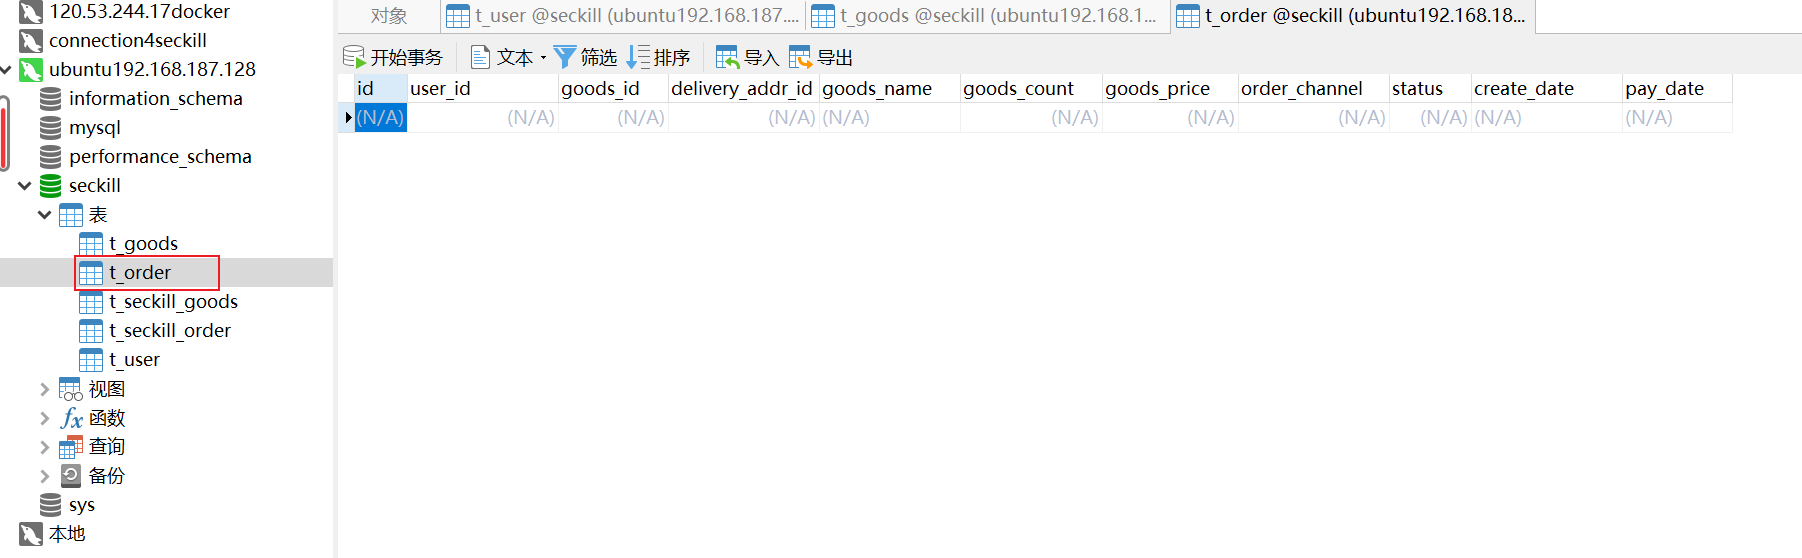 120.53.244.17docker
connection4seckill
ubuntu192.168.187.128
information_schema
mysql
performance_schema
seckill
表
t_goods
t_order
t_seckill_goods
t_seckill_order
t_user
视图
函数
查询
备份
sys
本地
对象 t_user @seckill (ubuntu192.168.187.... t_goods @seckill (ubuntu192.168.1... t_order @seckill (ubuntu192.168.18...
开始事务 文本 筛选 排序 导入 导出
id user_id goods_id delivery_addr_id goods_name goods_count goods_price order_channel status create_date pay_date
(N/A) (N/A) (N/A) (N/A) (N/A) (N/A) (N/A) (N/A) (N/A) (N/A) (N/A)